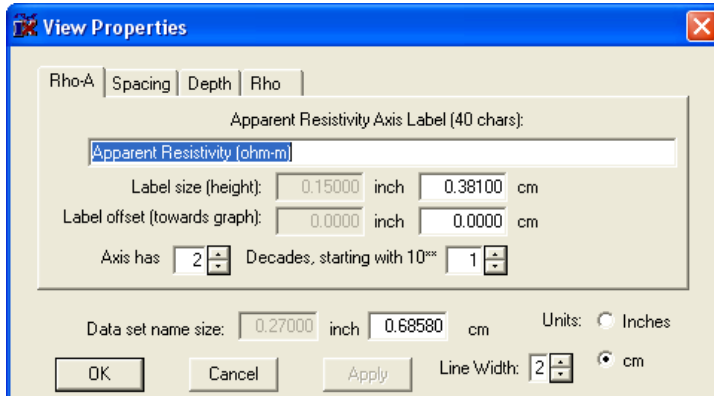 View Properties
Rho-A Spacing Depth Rho
Apparent Resistivity Axis Label (40 chars):
Apparent Resistivity (ohm-m)
Label size (height): 0.15000 inch 0.38100 cm
Label offset (towards graph): 0.0000 inch 0.0000 cm
Axis has 2 Decades, starting with 10** 1
Data set name size: 0.27000 inch 0.68580 cm Units: Inches
OK Cancel Apply Line Width: 2 cm